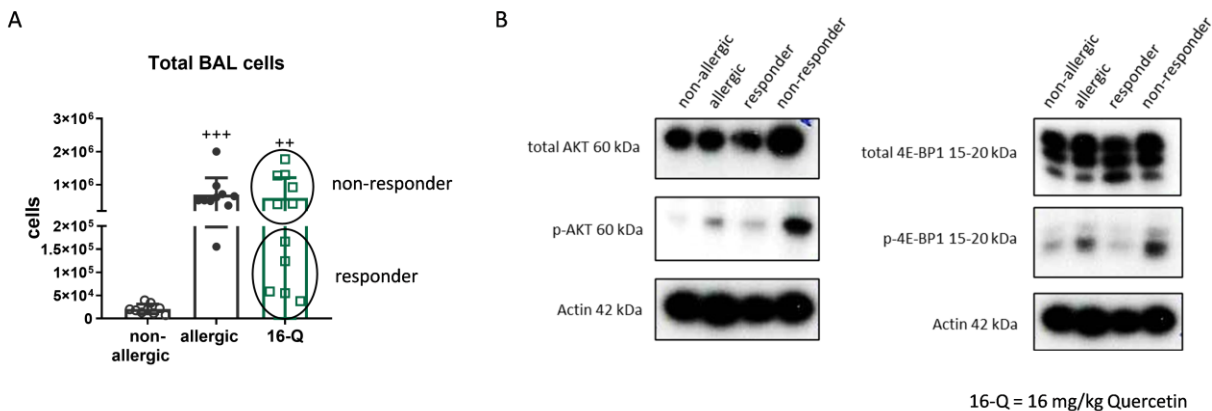 A
Total BAL cells
3×10⁶
2×10⁶
1×10⁶
2×10⁵
1.5×10⁵
1×10⁵
5×10⁴
0
cells
+++
++
non-responder
responder
non-
allergic
allergic
16-Q
B
non-allergic
allergic
responder
non-responder
total AKT 60 kDa
p-AKT 60 kDa
Actin 42 kDa
non-allergic
allergic
responder
non-responder
total 4E-BP1 15-20 kDa
p-4E-BP1 15-20 kDa
Actin 42 kDa
16-Q = 16 mg/kg Quercetin